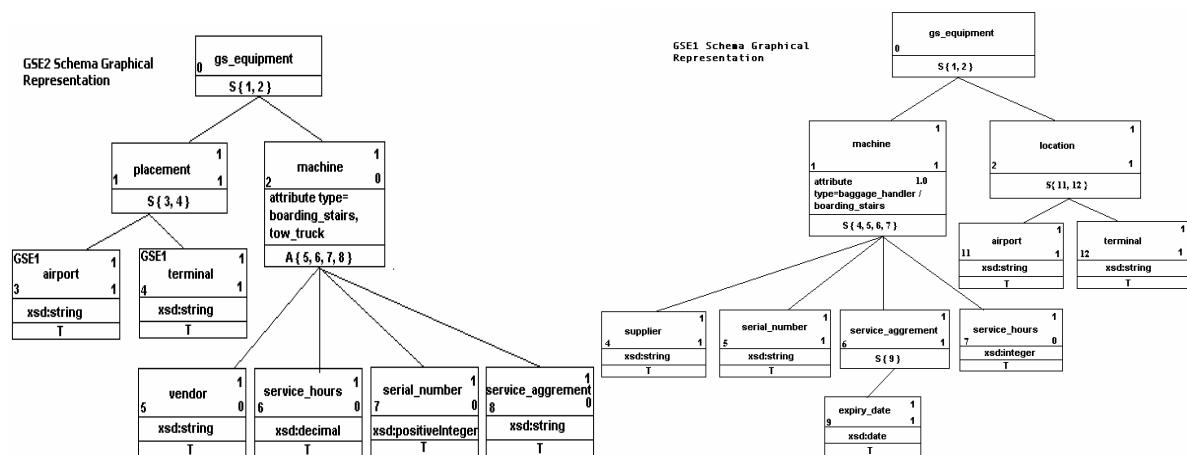 GSE2 Schema Graphical
Representation
gs_equipment
0
S { 1, 2 }
placement
1
1
1
S { 3, 4 }
machine
1
2
0
attribute type=
boarding_stairs,
tow_truck
A { 5, 6, 7, 8 }
GSE1
airport
1
3
1
xsd:string
T
GSE1
terminal
1
4
1
xsd:string
T
vendor
1
5
0
xsd:string
T
service_hours
1
6
0
xsd:decimal
T
serial_number
1
7
0
xsd:positiveInteger
T
service_aggrement
1
8
0
xsd:string
T
GSE1 Schema Graphical
Representation
gs_equipment
0
S { 1, 2 }
machine
1
1
1
attribute 1.0
type=baggage_handler /
boarding_stairs
S { 4, 5, 6, 7 }
location
1
2
1
S{ 11, 12 }
airport
1
11
1
xsd:string
T
terminal
1
12
1
xsd:string
T
supplier
1
4
1
xsd:string
T
serial_number
1
5
1
xsd:string
T
service_aggrement
1
6
1
S { 9 }
service_hours
1
7
0
xsd:integer
T
expiry_date
1
9
1
xsd:date
T